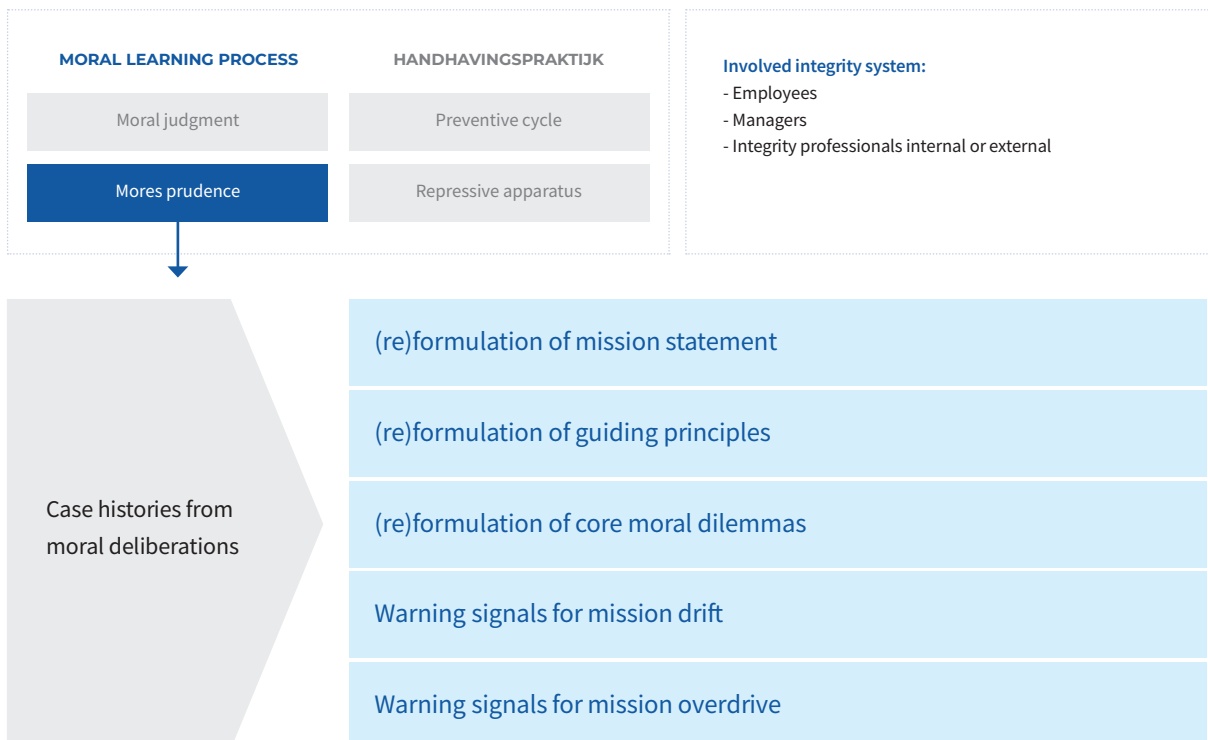 MORAL LEARNING PROCESS
HANDHAVINGSPRAKTIJK
Moral judgment
Preventive cycle
Mores prudence
Repressive apparatus
Involved integrity system:
- Employees
- Managers
- Integrity professionals internal or external
Case histories from
moral deliberations
(re)formulation of mission statement
(re)formulation of guiding principles
(re)formulation of core moral dilemmas
Warning signals for mission drift
Warning signals for mission overdrive